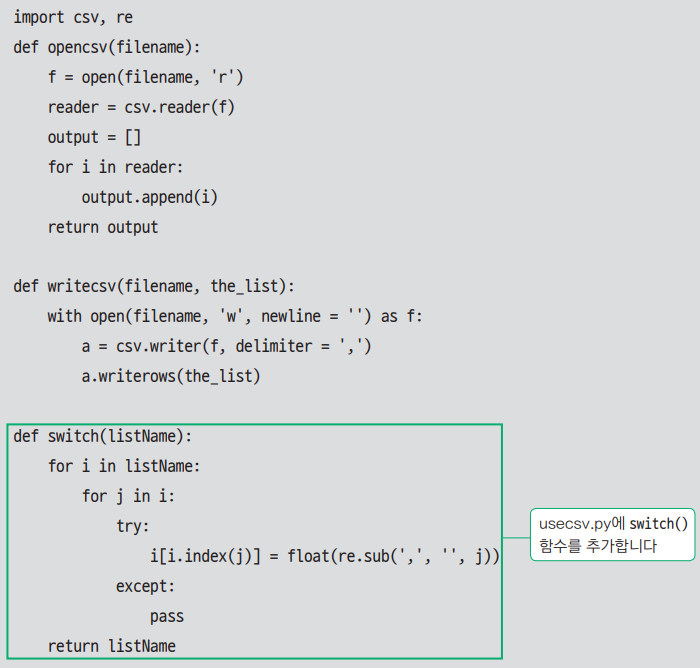 import csv, re
def opencsv(filename):
    f = open(filename, 'r')
    reader = csv.reader(f)
    output = []
    for i in reader:
        output.append(i)
    return output

def writecsv(filename, the_list):
    with open(filename, 'w', newline = '') as f:
        a = csv.writer(f, delimiter = ',')
        a.writerows(the_list)

def switch(listName):
    for i in listName:
        for j in i:
            try:
                i[i.index(j)] = float(re.sub(',', '', j))
            except:
                pass
    return listName
usecsv.py에 switch()
함수를 추가합니다